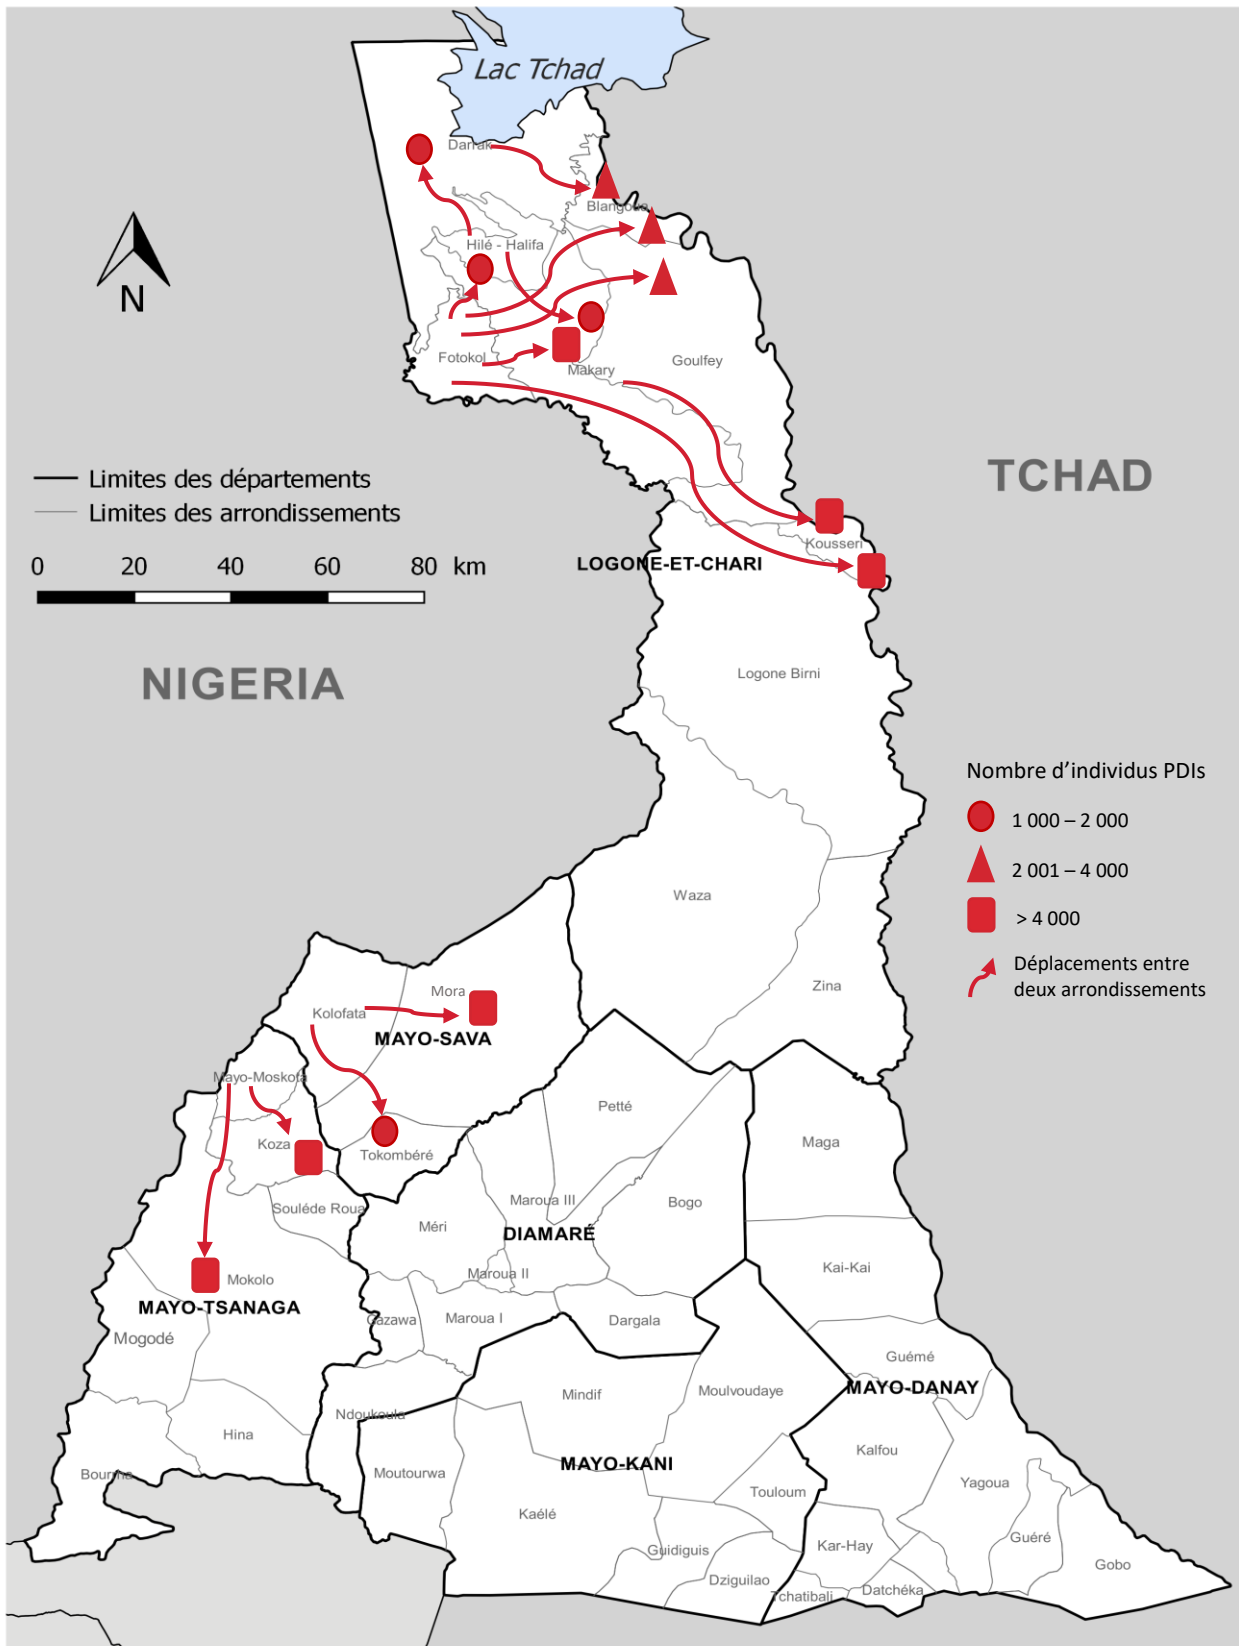 Lac Tchad
Darrak
Blangoua
Hilé - Halifa
N
Fotokol
Goulfey
Makary
Limites des départements
Limites des arrondissements
TCHAD
Kousseri
LOGONE-ET-CHARI
0 20 40 60 80 km
NIGERIA
Logone Birni
Nombre d'individus PDIs
1 000 – 2 000
2 001 – 4 000
> 4 000
Déplacements entre
deux arrondissements
Waza
Zina
Mora
Kolofata
MAYO-SAVA
Mayo-Moskota
Petté
Maga
Koza
Tokombéré
Souléde Roua
Maroua III
Bogo
Méri
DIAMARÉ
Kai-Kai
Maroua II
Mokolo
MAYO-TSANAGA
Gazawa
Maroua I
Dargala
Mogodé
Guémé
MAYO-DANAY
Mindif
Moulvoudaye
Ndoukoula
Hina
Kalfou
MAYO-KANI
Bourrha
Moutourwa
Yagoua
Touloum
Kaélé
Guéré
Kar-Hay
Guidiguis
Gobo
Dziguilao
Datchéka
Tchatibali